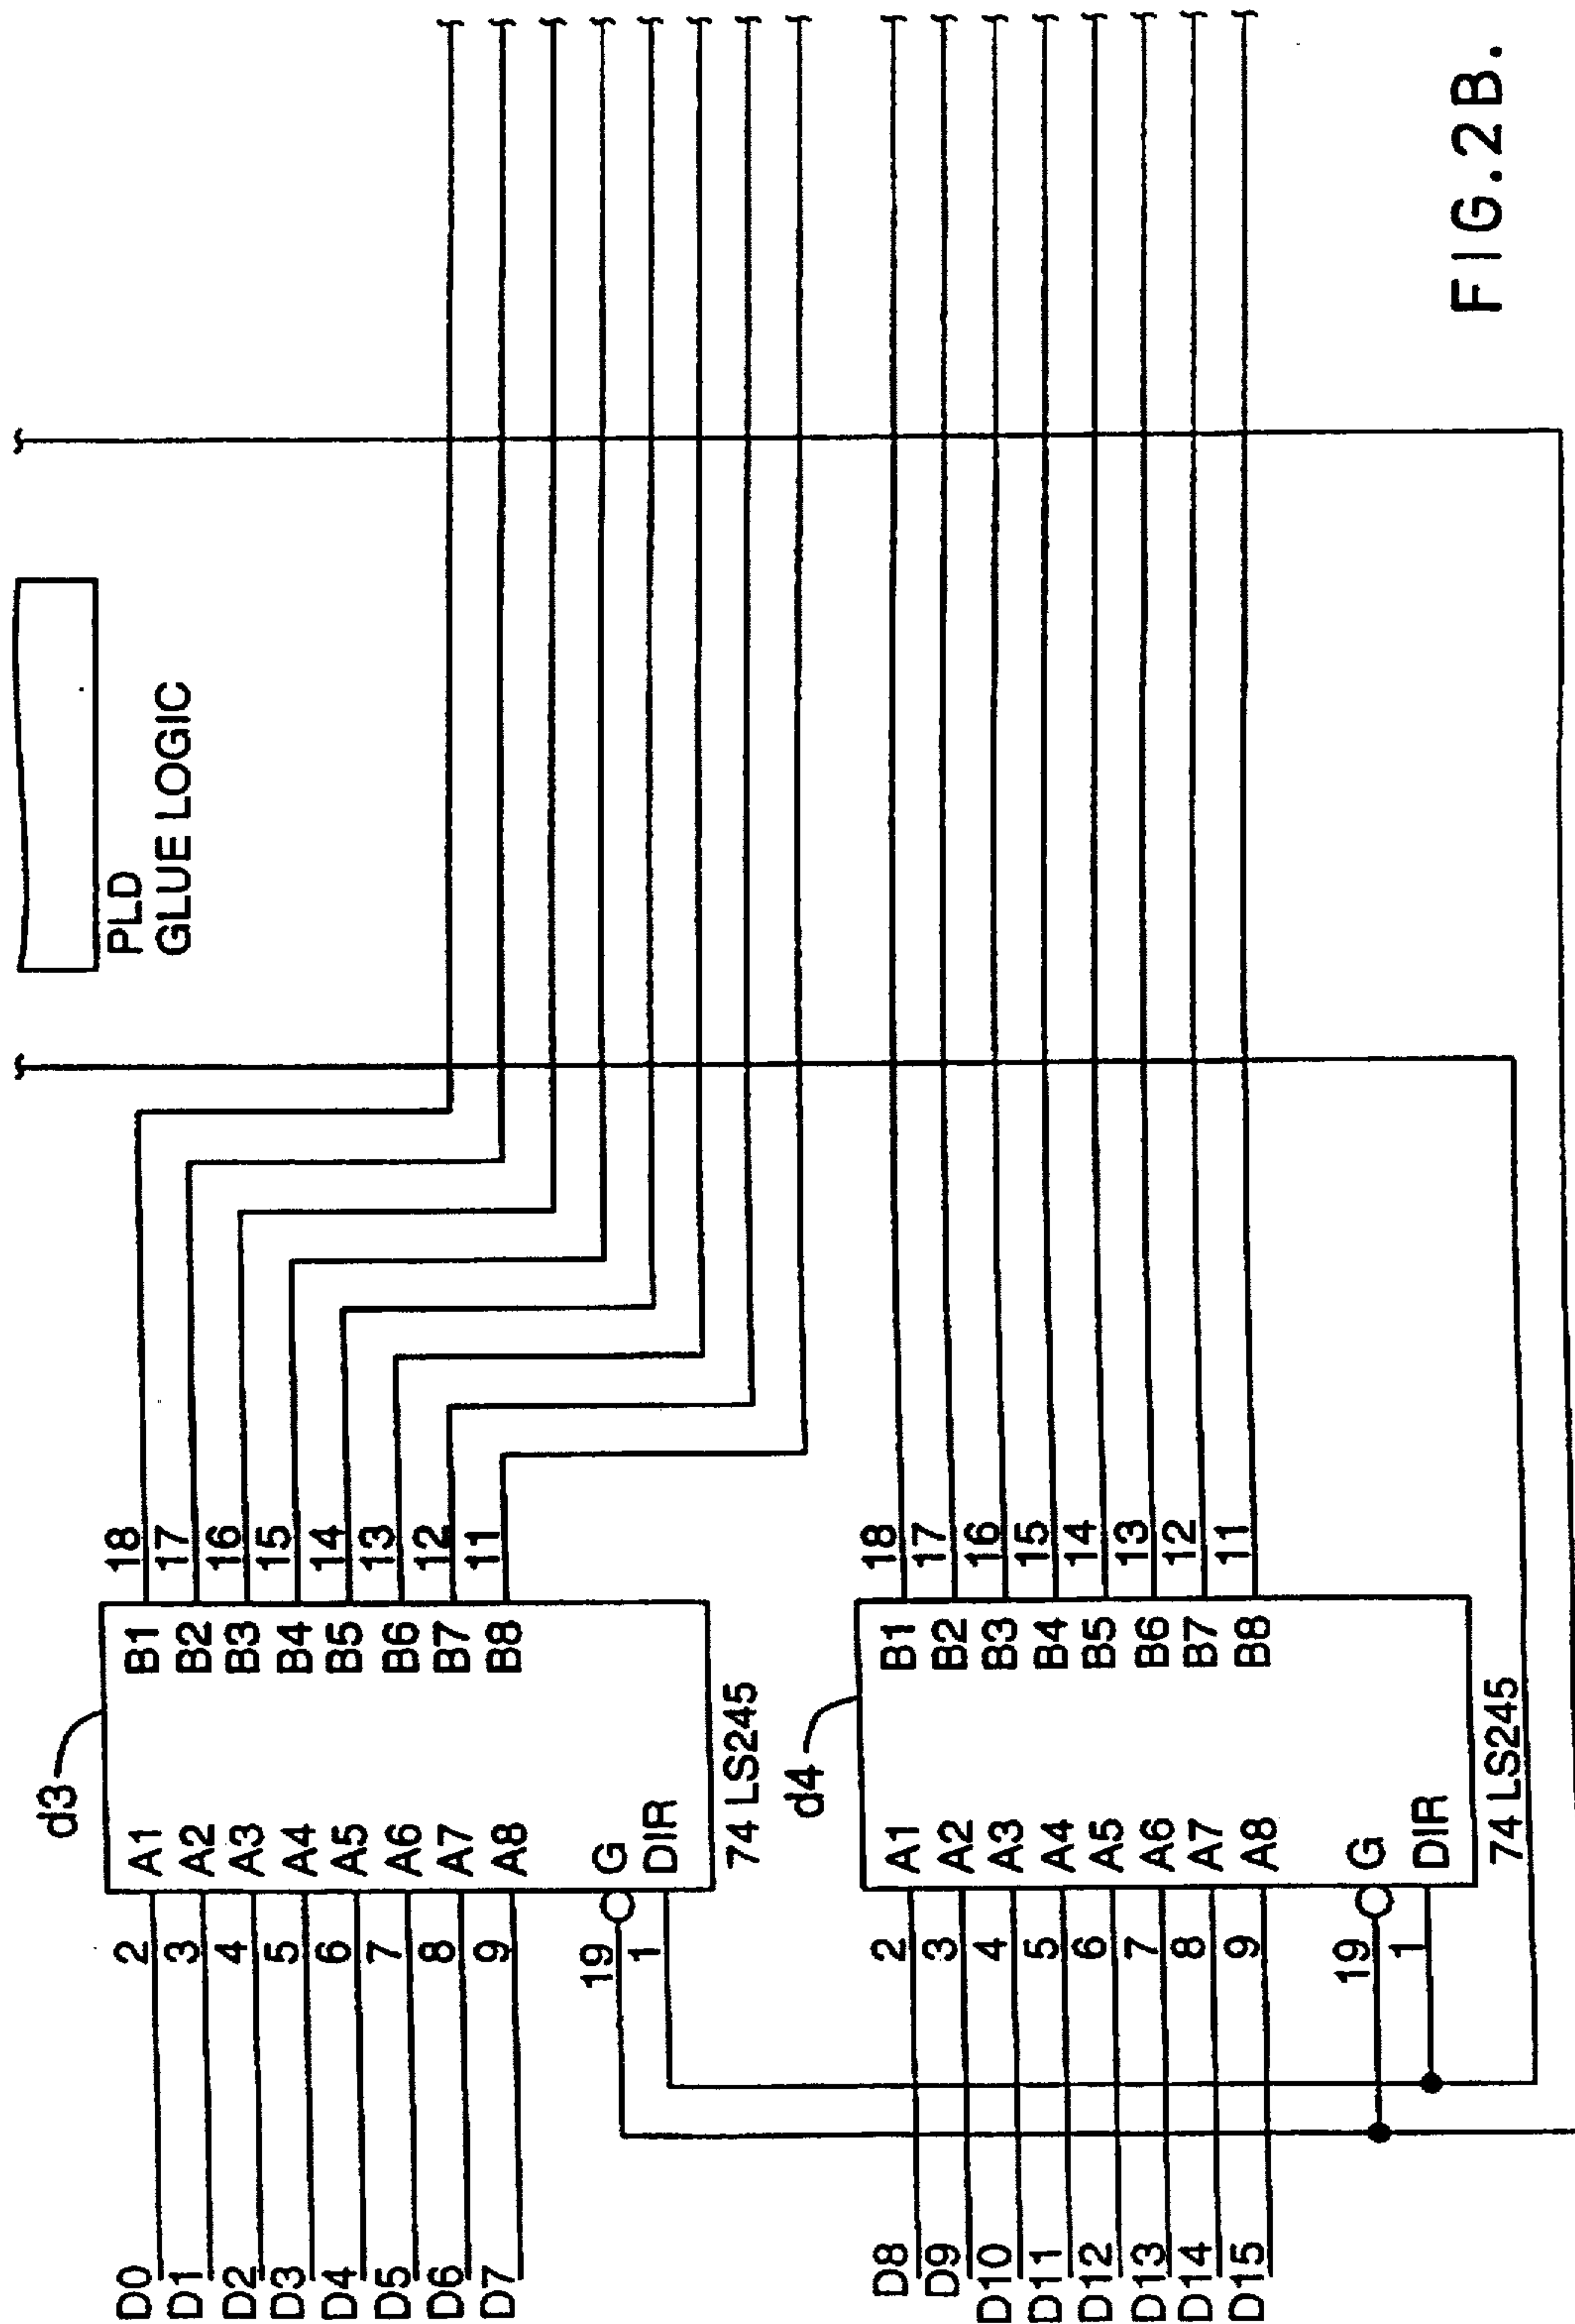 PLD
GLUE LOGIC
d3
D0 2 A1 B1 18
D1 3 A2 B2 17
D2 4 A3 B3 16
D3 5 A4 B4 15
D4 6 A5 B5 14
D5 7 A6 B6 13
D6 8 A7 B7 12
D7 9 A8 B8 11
19 G
1 DIR
74 LS245
d4
D8 2 A1 B1 18
D9 3 A2 B2 17
D10 4 A3 B3 16
D11 5 A4 B4 15
D12 6 A5 B5 14
D13 7 A6 B6 13
D14 8 A7 B7 12
D15 9 A8 B8 11
19 G
1 DIR
74 LS245
FIG.2B.